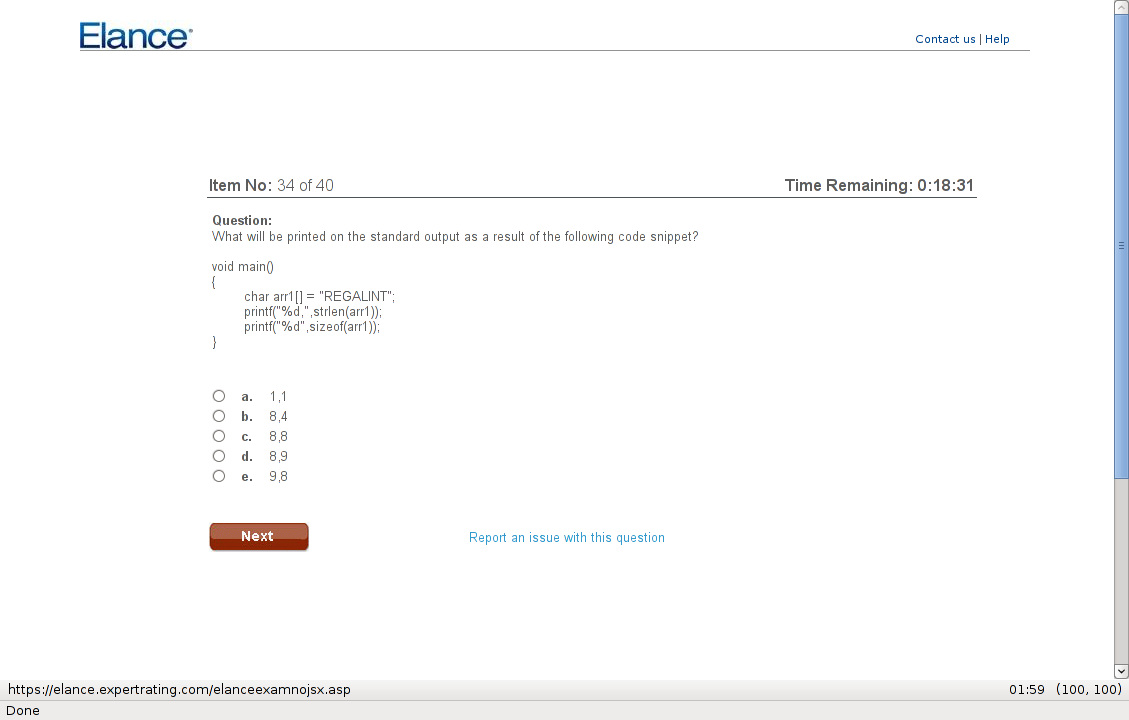 Elance®
Contact us | Help
Item No: 34 of 40
Time Remaining: 0:18:31
Question:
What will be printed on the standard output as a result of the following code snippet?
void main()
{
char arr1[] = "REGALINT";
printf("%d,",strlen(arr1));
printf("%d",sizeof(arr1));
}
a. 1,1
b. 8,4
c. 8,8
d. 8,9
e. 9,8
Next
Report an issue with this question
https://elance.expertrating.com/elanceexamnojsx.asp
01:59 (100, 100)
Done